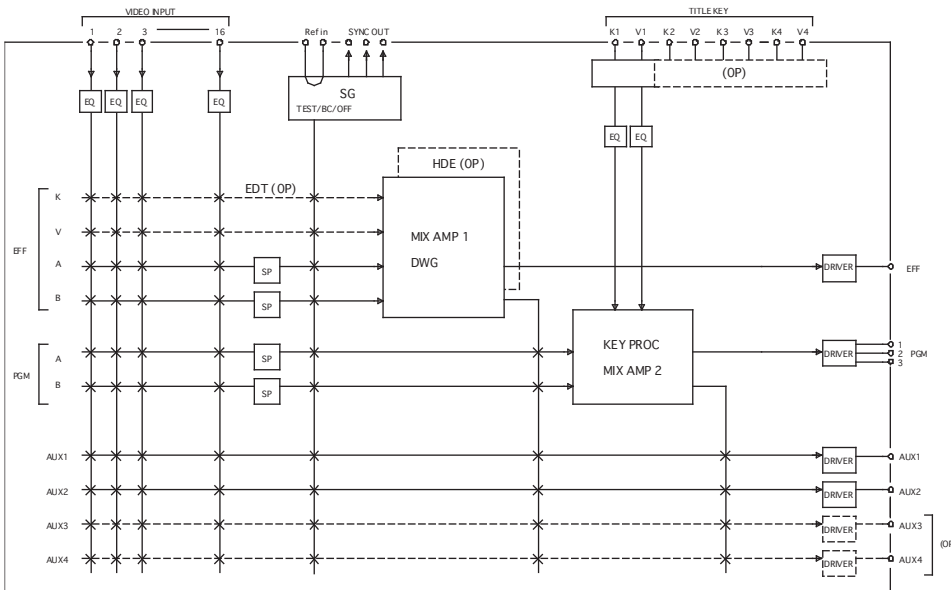 VIDEO INPUT
TITLE KEY
1 2 3 16
Ref in SYNC OUT
K1 V1 K2 V2 K3 V3 K4 V4
(OP)
SG
TEST/BC/OFF
EQ EQ EQ EQ
EQ EQ
HDE (OP)
EDT (OP)
K
V
A
B
EFF
SP
SP
MIX AMP 1
DWG
DRIVER EFF
A
B
PGM
SP
SP
KEY PROC
MIX AMP 2
DRIVER
1
2
3
PGM
AUX1 DRIVER AUX1
AUX2 DRIVER AUX2
AUX3 DRIVER AUX3
AUX4 DRIVER AUX4
(OP